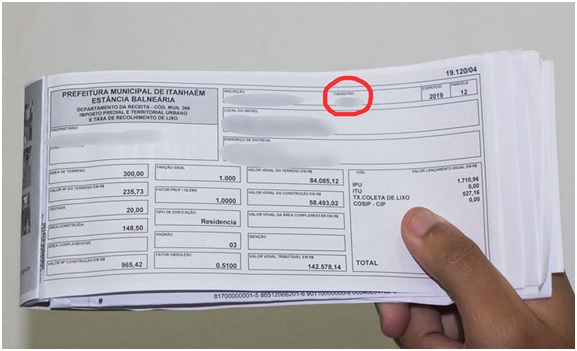 19.120/04
PREFEITURA MUNICIPAL DE ITANHAÉM
ESTÂNCIA BALNEÁRIA
DEPARTAMENTO DA RECEITA - CÓD. MUN. 369
IMPOSTO PREDIAL E TERRITORIAL URBANO
E TAXA DE RECOLHIMENTO DE LIXO
INSCRIÇÃO
CADASTRO
EXERCÍCIO
2019
PARCELA
12
LOCAL DO IMÓVEL
PROPRIETÁRIO
ENDEREÇO DE ENTREGA
ÁREA DE TERRENO
300,00
FRAÇÃO IDEAL
1.000
VALOR VENAL DO TERRENO EM R$
84.085,12
VALOR Mº DO TERRENO EM R$
235,73
FATOR PROF / GLEBA
1,0000
VALOR VENAL DA CONSTRUÇÃO EM R$
58.493,02
TESTADA
20,00
TIPO DE EDIFICAÇÃO
Residencia
VALOR VENAL DA ÁREA COMPLEMENTAR EM R$
ÁREA CONSTRUÍDA
148,50
PADRÃO
03
ISENÇÃO
ÁREA COMPLEMENTAR
FATOR OBSOLESC.
0.5100
VALOR VENAL TRIBUTÁVEL EM R$
142.578,14
VALOR Mº CONSTRUÇÃO EM R$
965,42
CÓD.
VALOR LANÇAMENTO ANUAL EM R$
IPU 1.710,96
ITU 0,00
TX.COLETA DE LIXO 527,16
COSIP - CIP 0,00
TOTAL